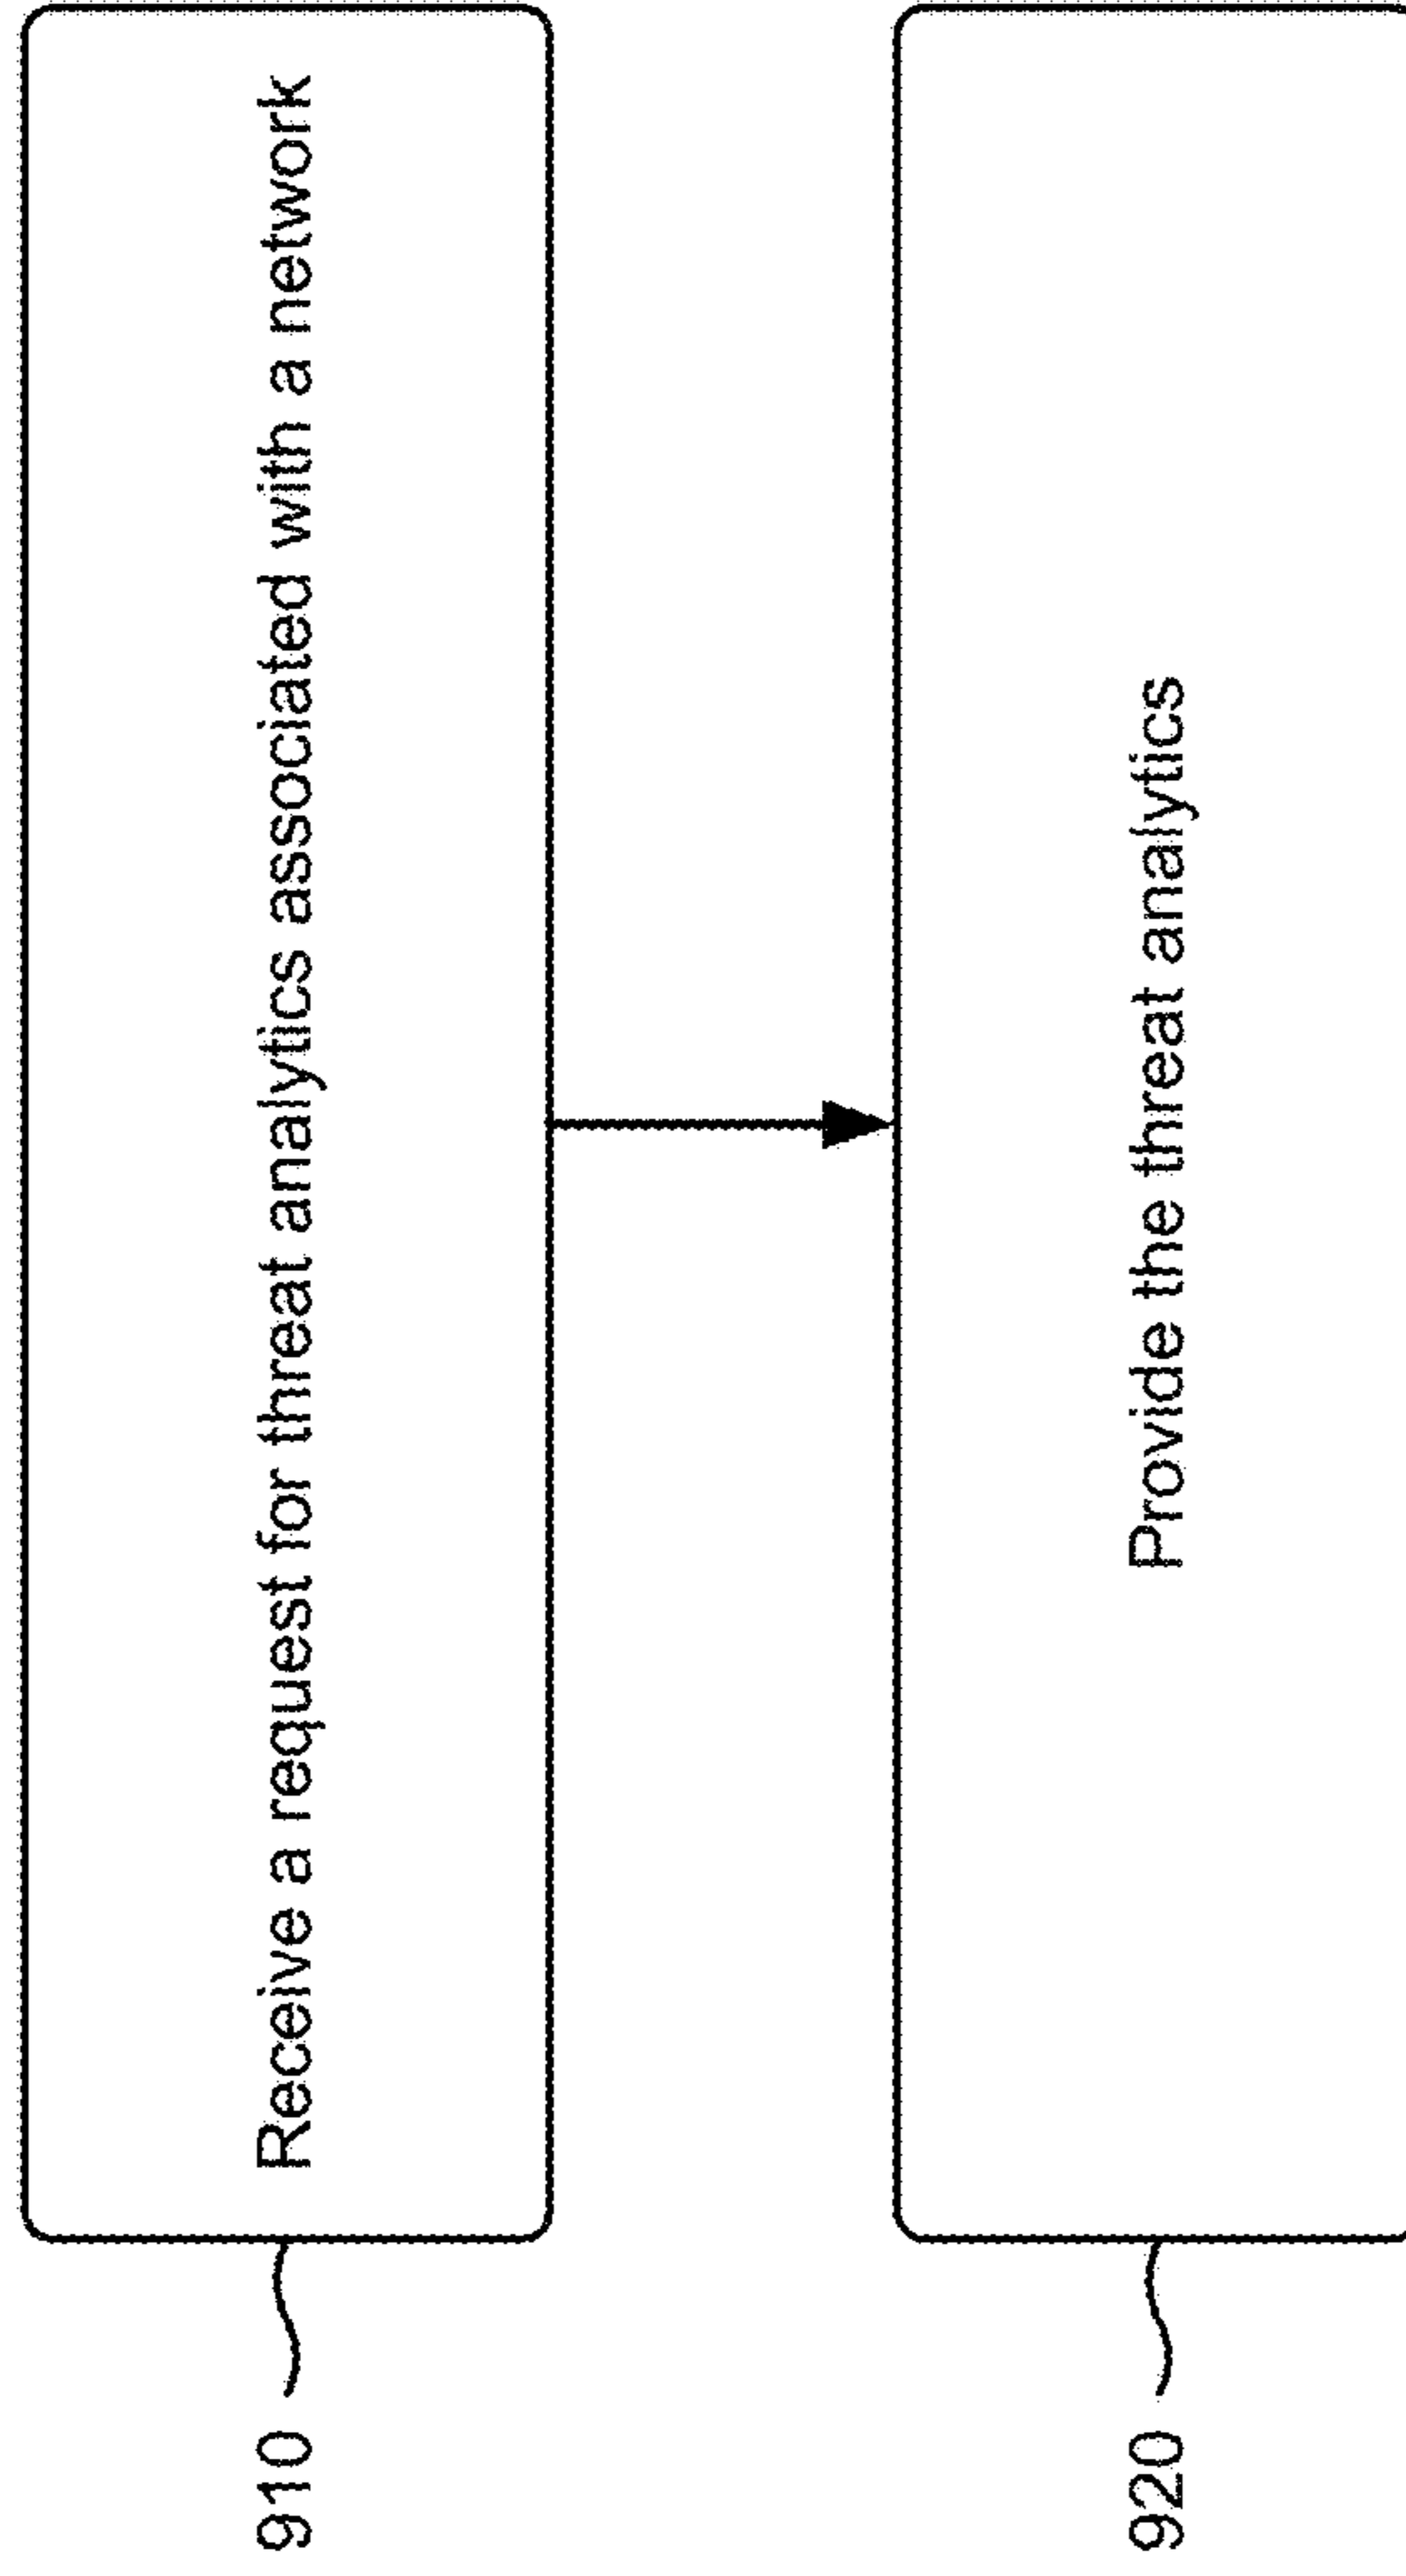 910
Receive a request for threat analytics associated with a network
920
Provide the threat analytics